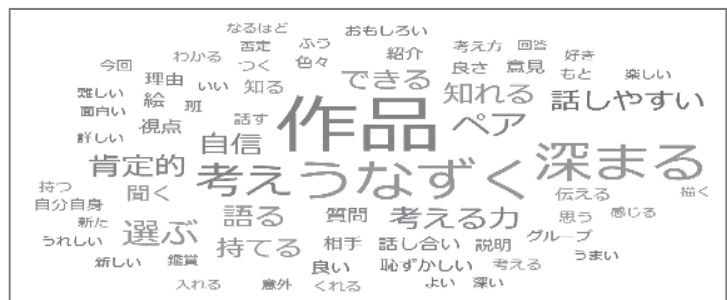 なるほど おもしろい
否定 ふう 考え方 回答
わかる 紹介 好き
今回 つく 色々 良さ 意見
理由 いい 知る できる もと 楽しい
難しい 絵 班 知れる 話しやすい
面白い 作品
話す ペア
詳しい 視点 自信
肯定的 考え うなずく 深まる
持つ 聞く 伝える 描く
自分自身 語る 質問 考える力 思う 感じる
新た 選ぶ グループ
うれしい 持てる 相手 話し合い 説明 うまい
新しい 鑑賞 良い 恥ずかしい 考える
入れる 意外 くれる よい 深い